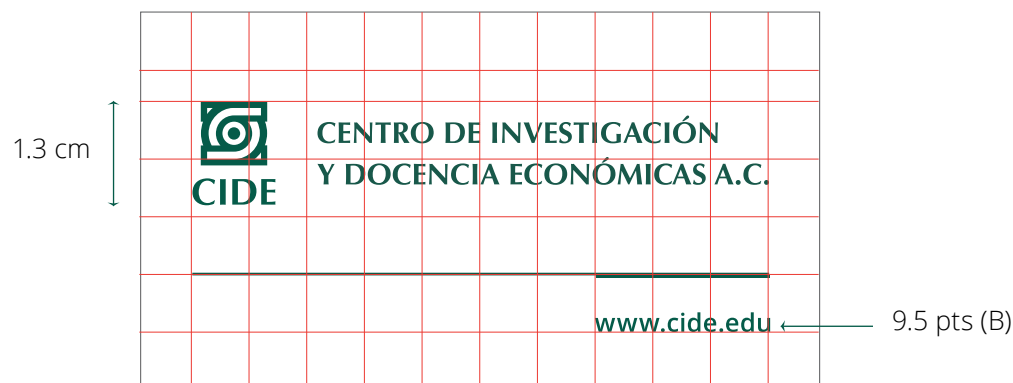 1.3 cm
CIDE
CENTRO DE INVESTIGACIÓN
Y DOCENCIA ECONÓMICAS A.C.
www.cide.edu
9.5 pts (B)